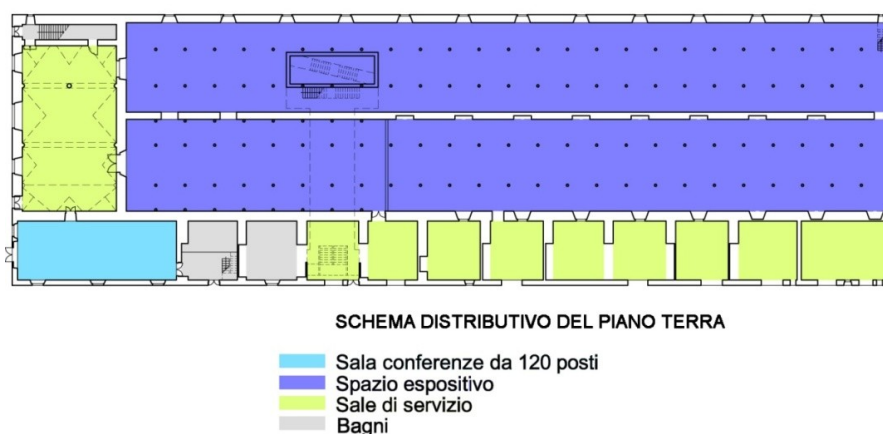 SCHEMA DISTRIBUTIVO DEL PIANO TERRA
Sala conferenze da 120 posti
Spazio espositivo
Sale di servizio
Bagni